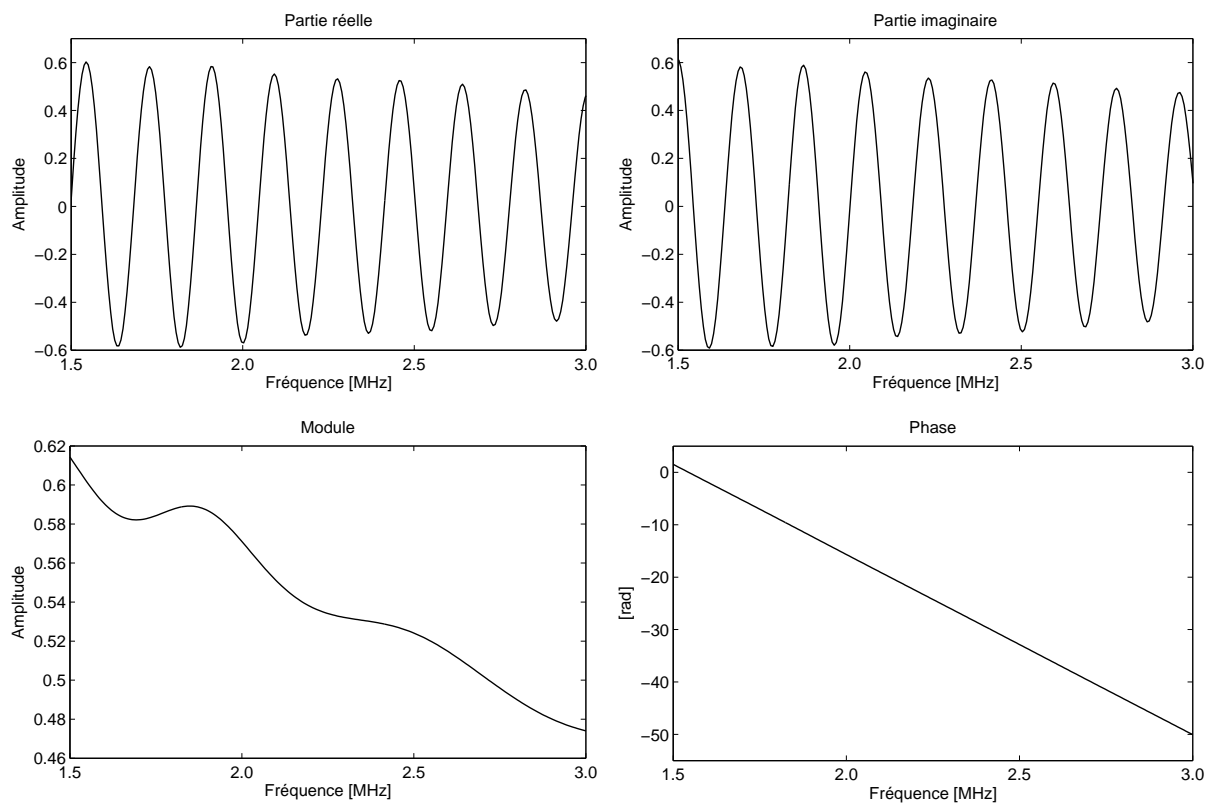 Partie réelle
0.6
0.4
0.2
0
−0.2
−0.4
−0.6
Amplitude
1.5 2.0 2.5 3.0
Fréquence [MHz]
Partie imaginaire
0.6
0.4
0.2
0
−0.2
−0.4
−0.6
Amplitude
1.5 2.0 2.5 3.0
Fréquence [MHz]
Module
0.62
0.6
0.58
0.56
0.54
0.52
0.5
0.48
0.46
Amplitude
1.5 2.0 2.5 3.0
Fréquence [MHz]
Phase
0
−10
−20
−30
−40
−50
[rad]
1.5 2.0 2.5 3.0
Fréquence [MHz]